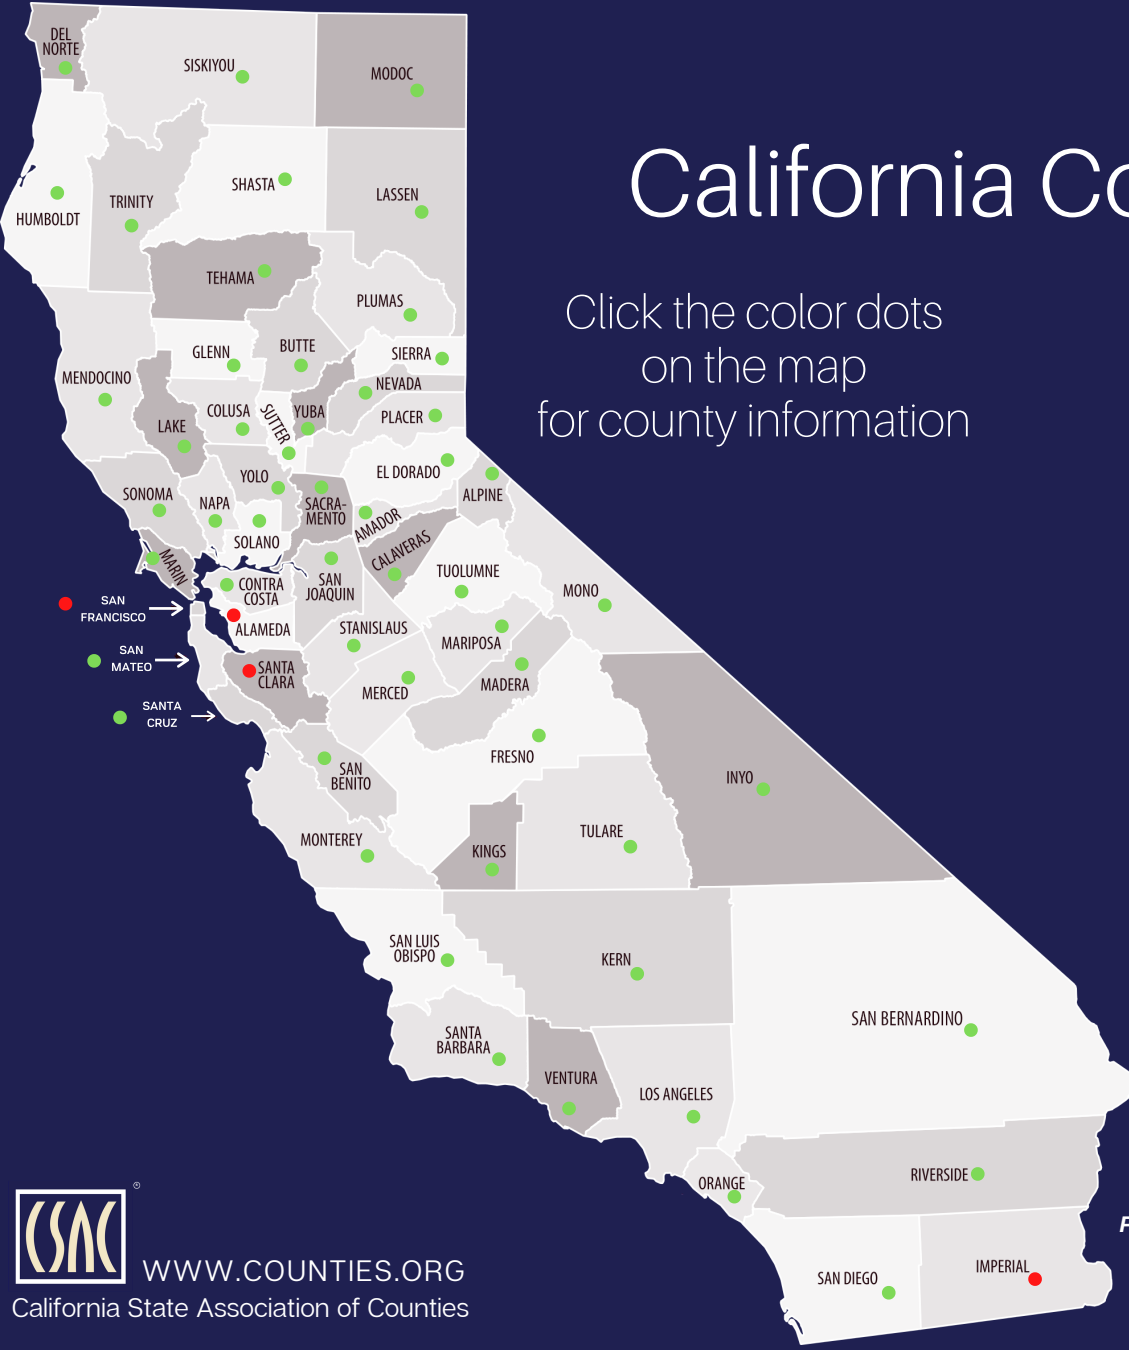 California Co
Click the color dots
on the map
for county information
DEL
NORTE
SISKIYOU
MODOC
HUMBOLDT
TRINITY
SHASTA
LASSEN
TEHAMA
PLUMAS
GLENN
BUTTE
SIERRA
MENDOCINO
NEVADA
COLUSA
SUTTER
YUBA
PLACER
LAKE
EL DORADO
YOLO
ALPINE
SONOMA
NAPA
SACRA-
MENTO
AMADOR
SOLANO
CALAVERAS
MARIN
TUOLUMNE
CONTRA
COSTA
SAN
JOAQUIN
MONO
SAN
FRANCISCO
ALAMEDA
STANISLAUS
MARIPOSA
SAN
MATEO
SANTA
CLARA
MERCED
MADERA
SANTA
CRUZ
FRESNO
SAN
BENITO
INYO
MONTEREY
KINGS
TULARE
SAN LUIS
OBISPO
KERN
SAN BERNARDINO
SANTA
BARBARA
VENTURA
LOS ANGELES
ORANGE
RIVERSIDE
SAN DIEGO
IMPERIAL
F
CSAC
®
WWW.COUNTIES.ORG
California State Association of Counties